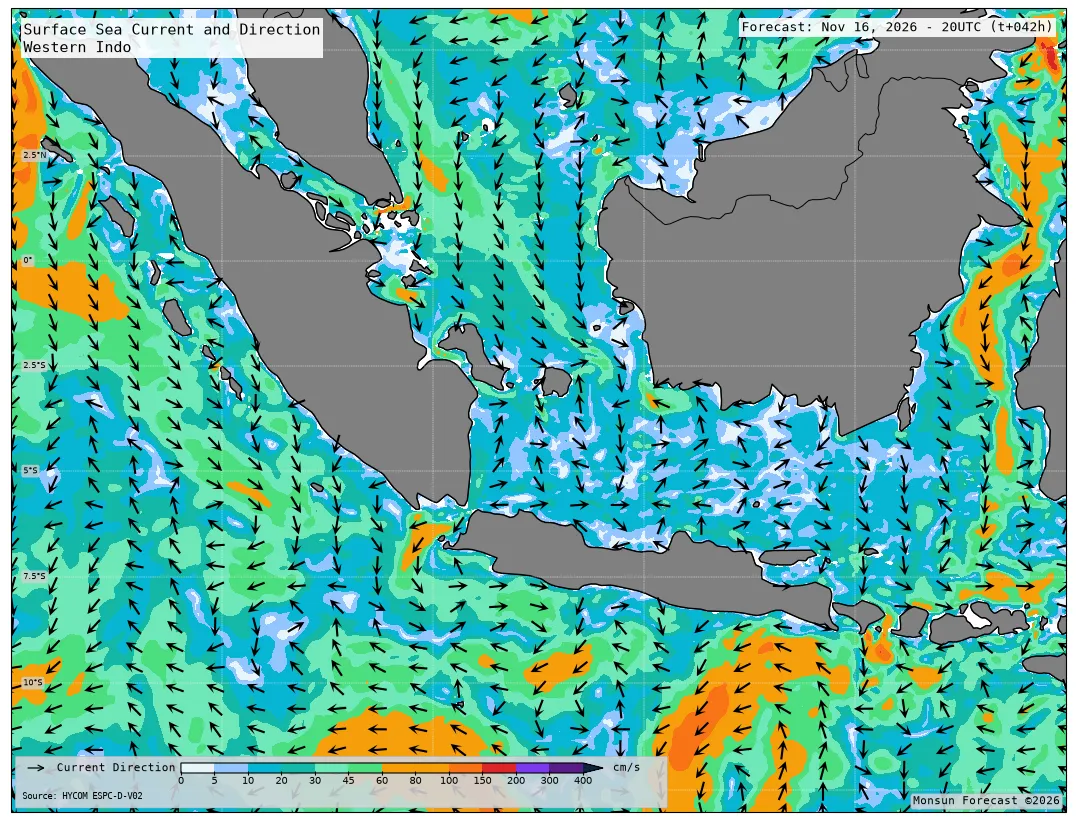 Surface Sea Current and Direction
Western Indo
Forecast: Nov 16, 2026 - 20UTC (t+042h)
2.5°N
0°
2.5°S
5°S
7.5°S
10°S
Current Direction
0 5 10 20 30 45 60 80 100 150 200 300 400 cm/s
Source: HYCOM ESPC-D-V02
Monsun Forecast ©2026